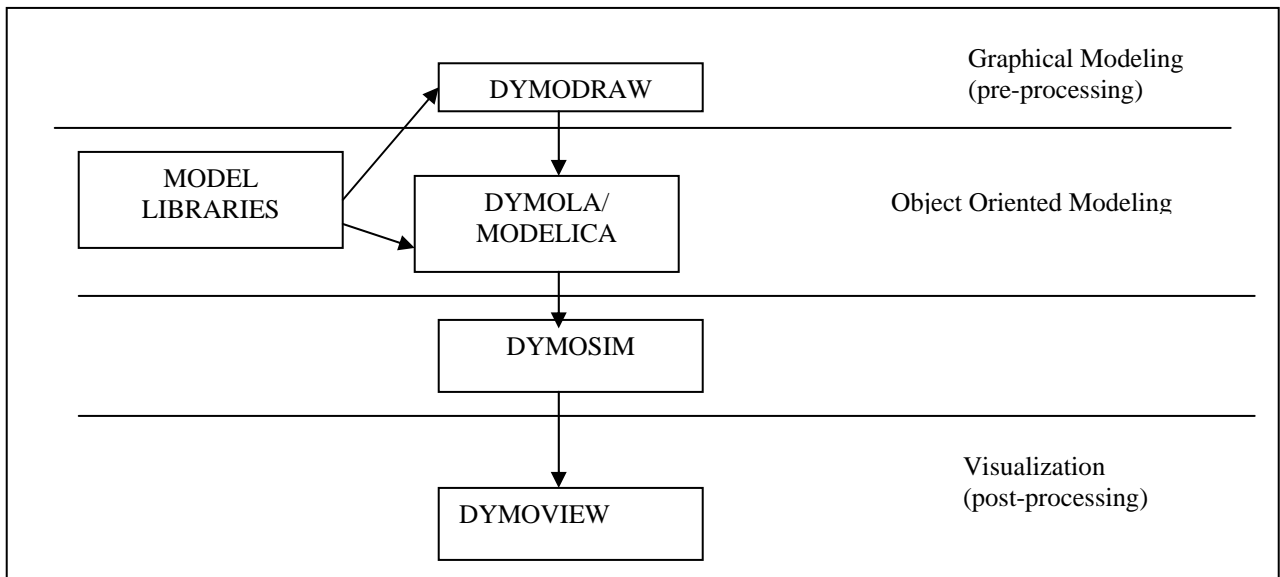 Graphical Modeling
(pre-processing)
DYMODRAW
MODEL
LIBRARIES
DYMOLA/
MODELICA
Object Oriented Modeling
DYMOSIM
Visualization
(post-processing)
DYMOVIEW